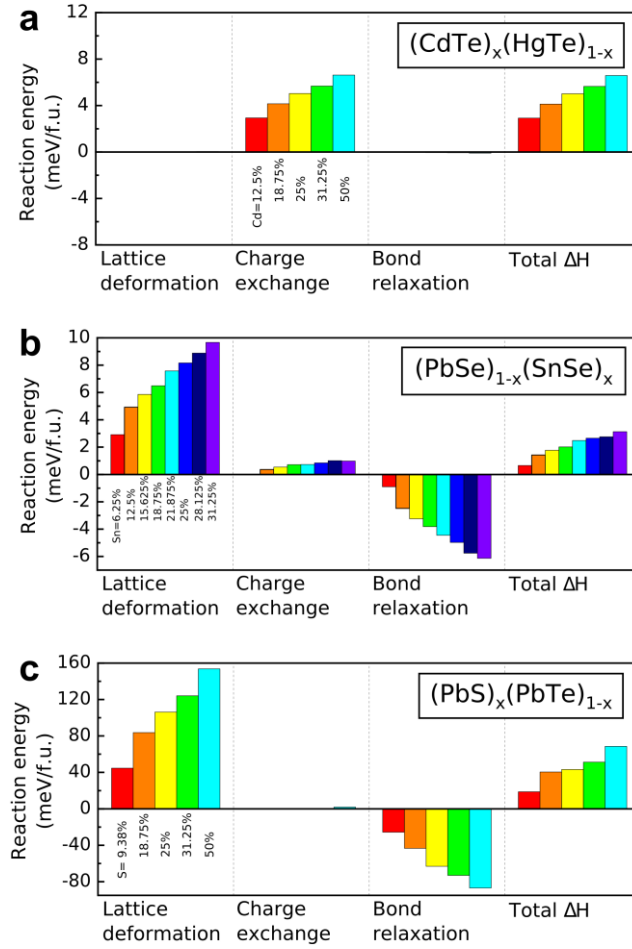 a
(CdTe)x(HgTe)1-x
Reaction energy
(meV/f.u.)
12
8
4
0
-4
-8
Cd=12.5%
18.75%
25%
31.25%
50%
Lattice
deformation
Charge
exchange
Bond
relaxation
Total ΔH
b
(PbSe)1-x(SnSe)x
Reaction energy
(meV/f.u.)
10
8
6
4
2
0
-2
-4
-6
Sn=6.25%
12.5%
15.625%
18.75%
21.875%
25%
28.125%
31.25%
Lattice
deformation
Charge
exchange
Bond
relaxation
Total ΔH
c
(PbS)x(PbTe)1-x
Reaction energy
(meV/f.u.)
160
120
80
40
0
-40
-80
S= 9.38%
18.75%
25%
31.25%
50%
Lattice
deformation
Charge
exchange
Bond
relaxation
Total ΔH